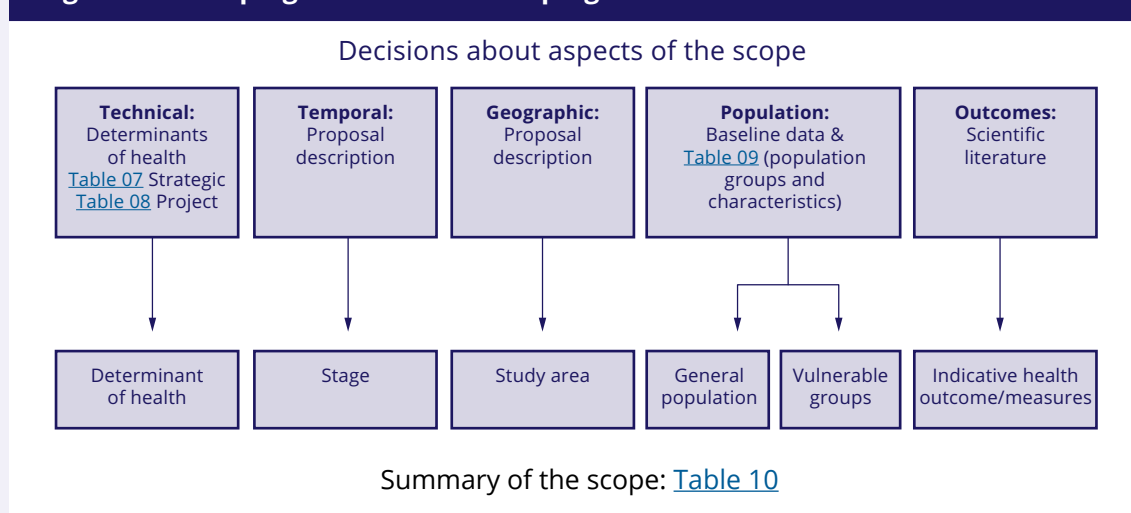 Decisions about aspects of the scope
Technical:
Determinants
of health
Table 07 Strategic
Table 08 Project
Temporal:
Proposal
description
Geographic:
Proposal
description
Population:
Baseline data &
Table 09 (population
groups and
characteristics)
Outcomes:
Scientific
literature
Determinant
of health
Stage
Study area
General
population
Vulnerable
groups
Indicative health
outcome/measures
Summary of the scope: Table 10